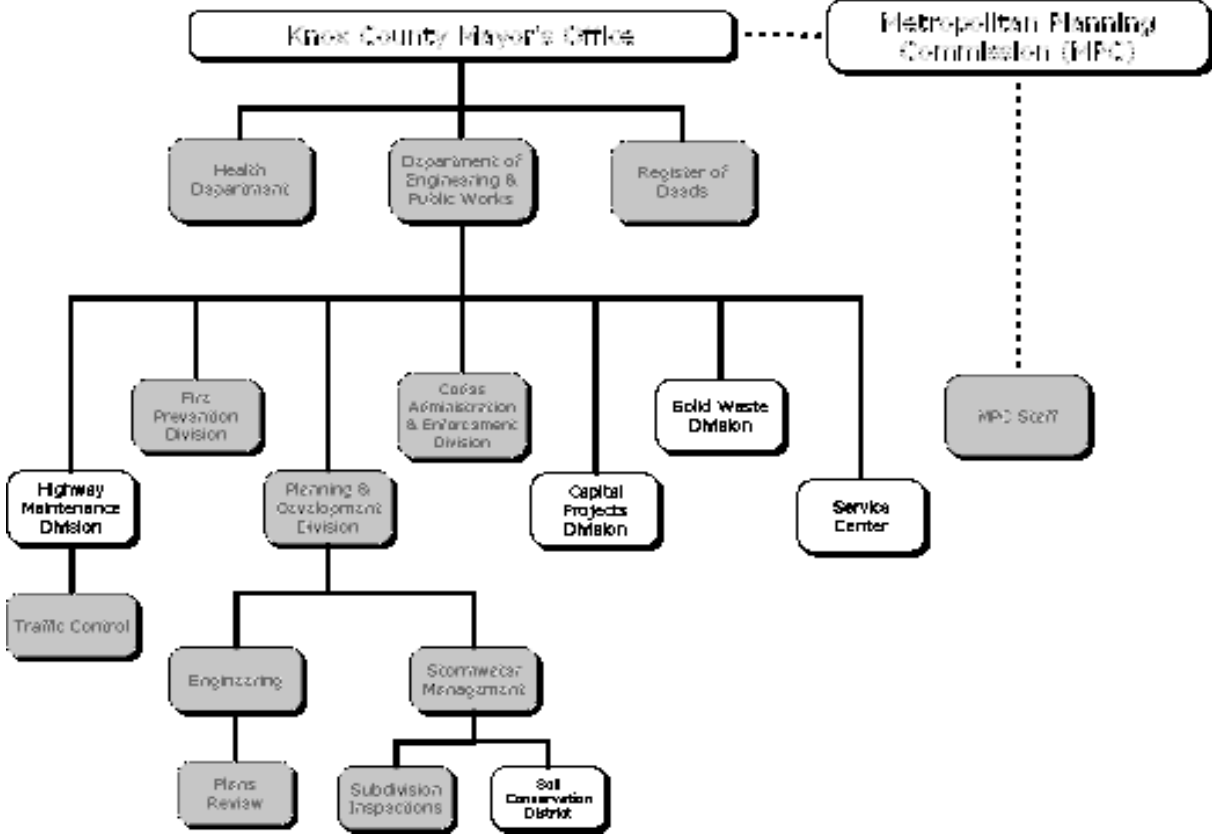 Knox County Mayor's Office
Metropolitan Planning
Commission (MPC)
Health
Department
Department of
Engineering &
Public Works
Register of
Deeds
Fire
Prevention
Division
Codes
Administration
& Enforcement
Division
Solid Waste
Division
MPC Staff
Highway
Maintenance
Division
Planning &
Development
Division
Capital
Projects
Division
Service
Center
Traffic Control
Engineering
Stormwater
Management
Plans
Review
Subdivision
Inspections
Soil
Conservation
District